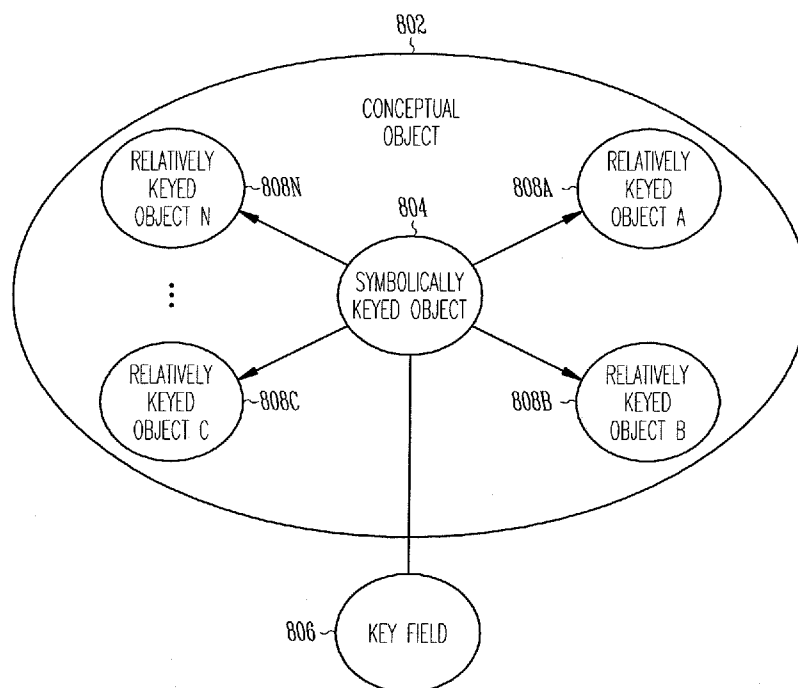 802
CONCEPTUAL
OBJECT
RELATIVELY
KEYED
OBJECT N
808N
808A
RELATIVELY
KEYED
OBJECT A
804
SYMBOLICALLY
KEYED OBJECT
RELATIVELY
KEYED
OBJECT C
808C
808B
RELATIVELY
KEYED
OBJECT B
806
KEY FIELD